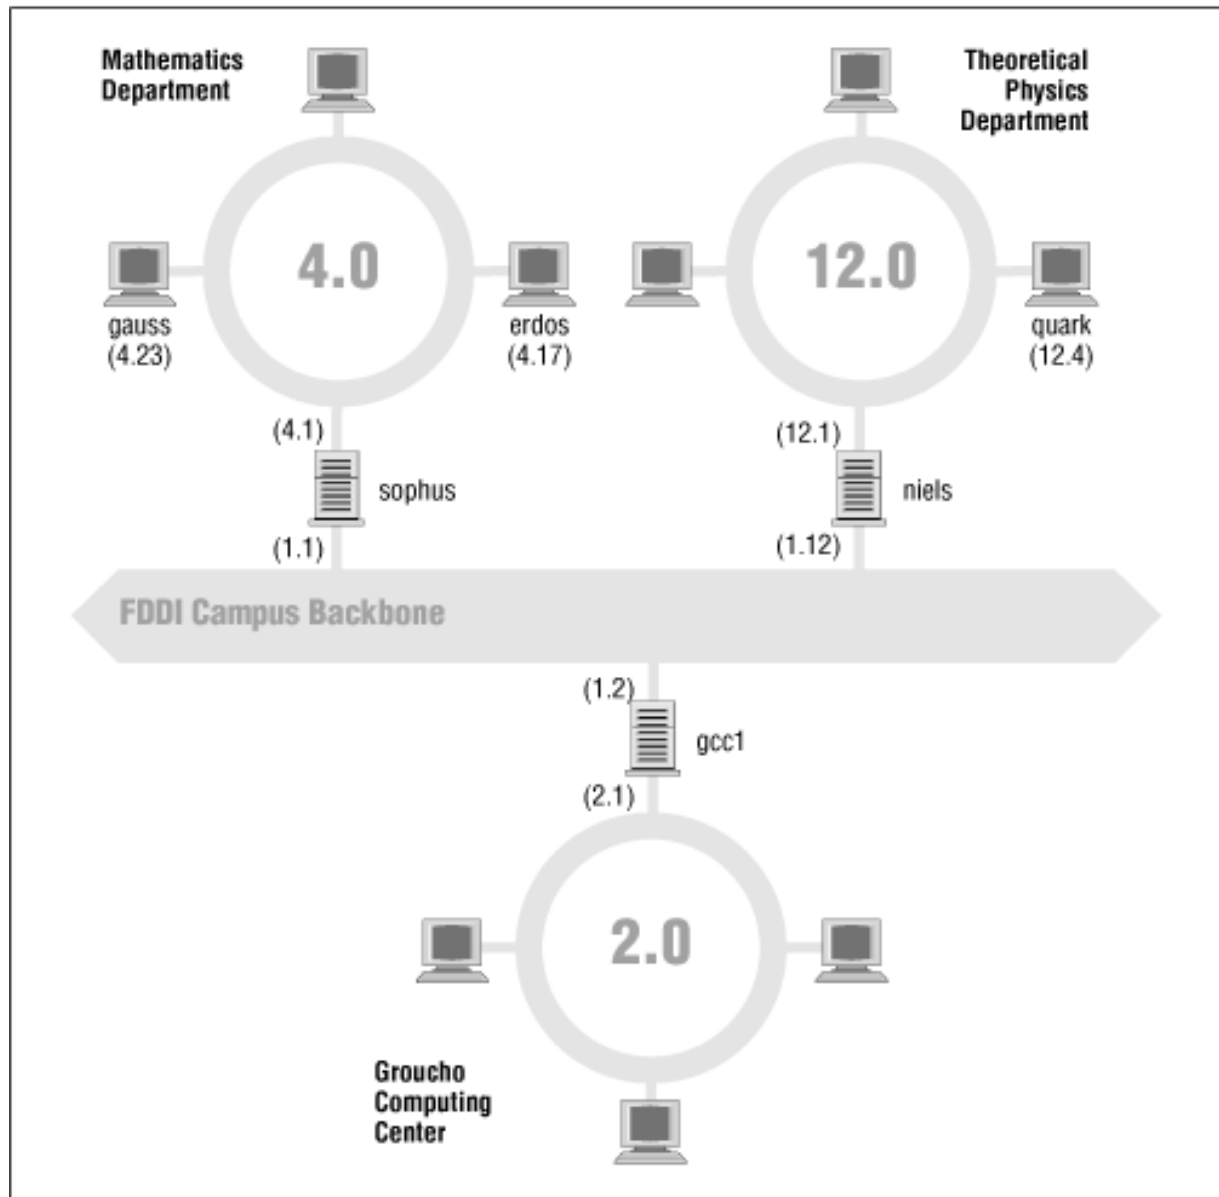 Mathematics
Department
Theoretical
Physics
Department
4.0
12.0
gauss
(4.23)
erdos
(4.17)
quark
(12.4)
(4.1)
sophus
(1.1)
(12.1)
niels
(1.12)
FDDI Campus Backbone
(1.2)
gcc1
(2.1)
2.0
Groucho
Computing
Center